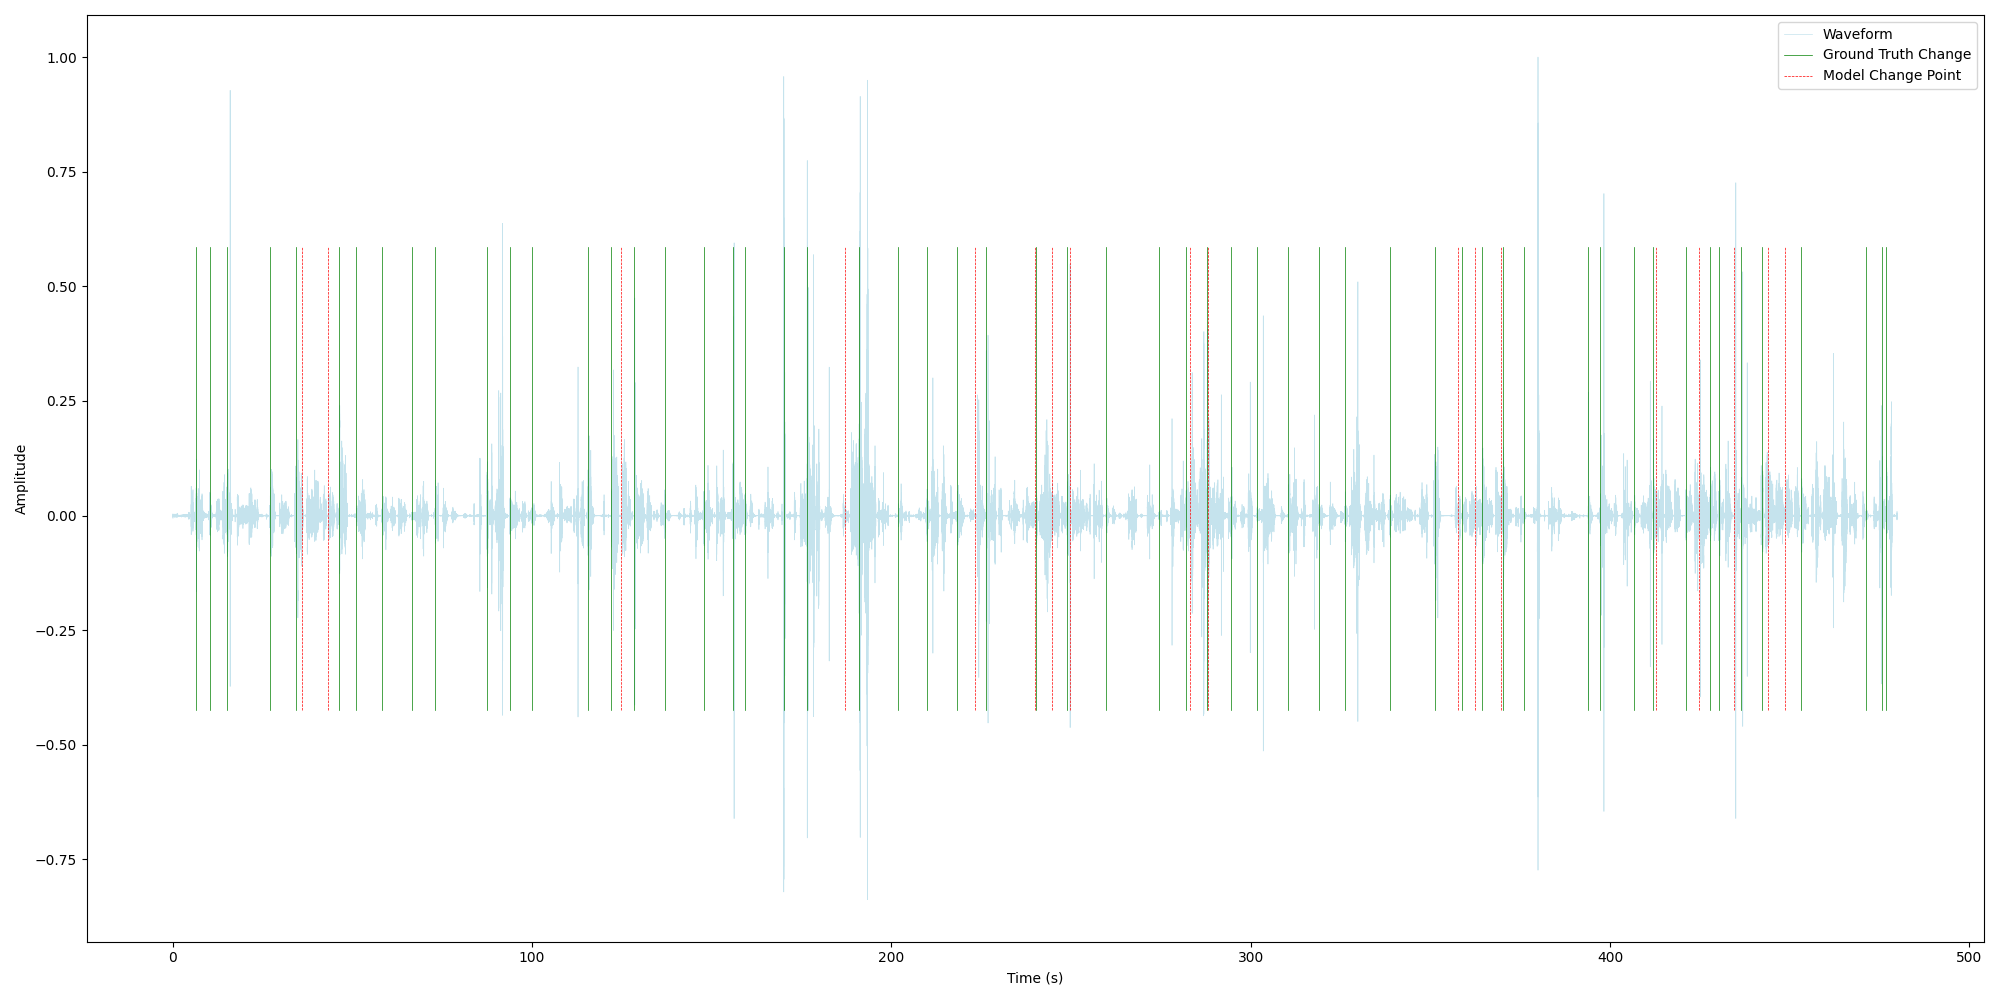 Waveform
Ground Truth Change
Model Change Point
1.00
0.75
0.50
0.25
0.00
−0.25
−0.50
−0.75
Amplitude
0 100 200 300 400 500
Time (s)